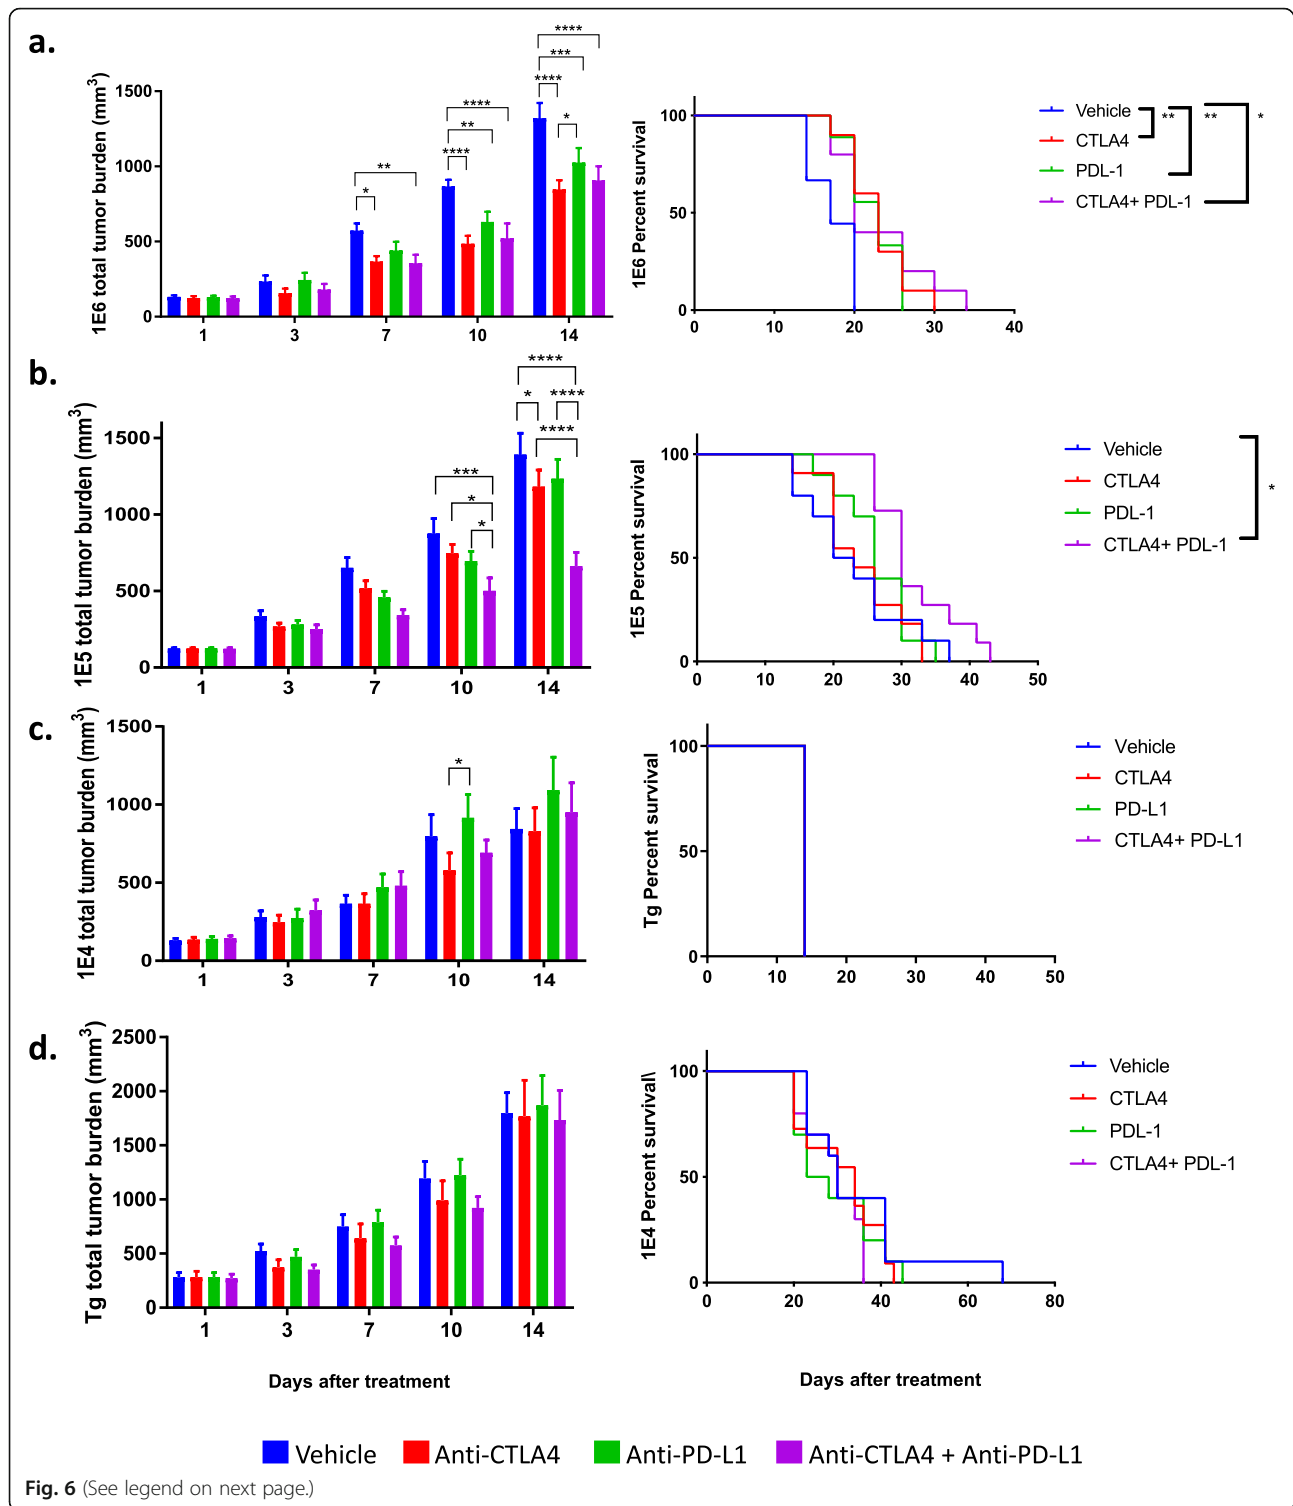 a.
1E6 total tumor burden (mm3)
1500
1000
500
0
1 3 7 10 14
* ** **** ** **** **** * *** ****
1E6 Percent survival
100
50
0
0 10 20 30 40
Vehicle
CTLA4
PDL-1
CTLA4+ PDL-1
** ** *
b.
1E5 total tumor burden (mm3)
1500
1000
500
0
1 3 7 10 14
*** * * **** * **** ****
1E5 Percent survival
100
50
0
0 10 20 30 40 50
Vehicle
CTLA4
PDL-1
CTLA4+ PDL-1
*
c.
1E4 total tumor burden (mm3)
1500
1000
500
0
1 3 7 10 14
*
Tg Percent survival
100
50
0
0 10 20 30 40 50
Vehicle
CTLA4
PD-L1
CTLA4+ PD-L1
d.
Tg total tumor burden (mm3)
2500
2000
1500
1000
500
0
1 3 7 10 14
Days after treatment
1E4 Percent survival\
100
50
0
0 20 40 60 80
Vehicle
CTLA4
PDL-1
CTLA4+ PDL-1
Days after treatment
Vehicle Anti-CTLA4 Anti-PD-L1 Anti-CTLA4 + Anti-PD-L1
Fig. 6 (See legend on next page.)